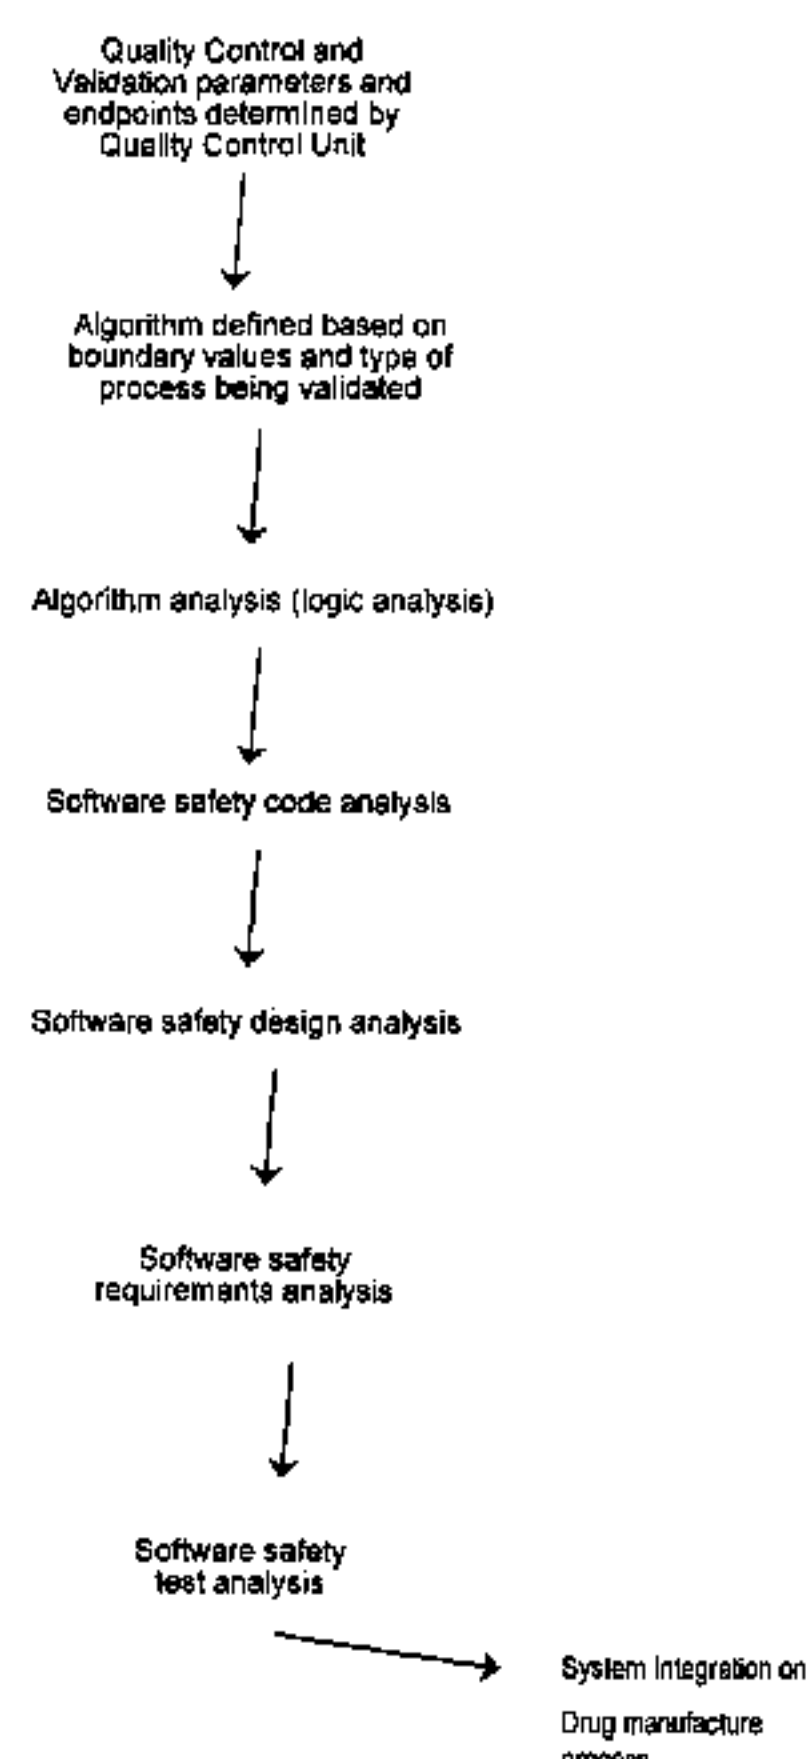 Quality Control and
Validation parameters and
endpoints determined by
Quality Control Unit
Algorithm defined based on
boundary values and type of
process being validated
Algorithm analysis (logic analysis)
Software safety code analysis
Software safety design analysis
Software safety
requirements analysis
Software safety
test analysis
System Integration on
Drug manufacture